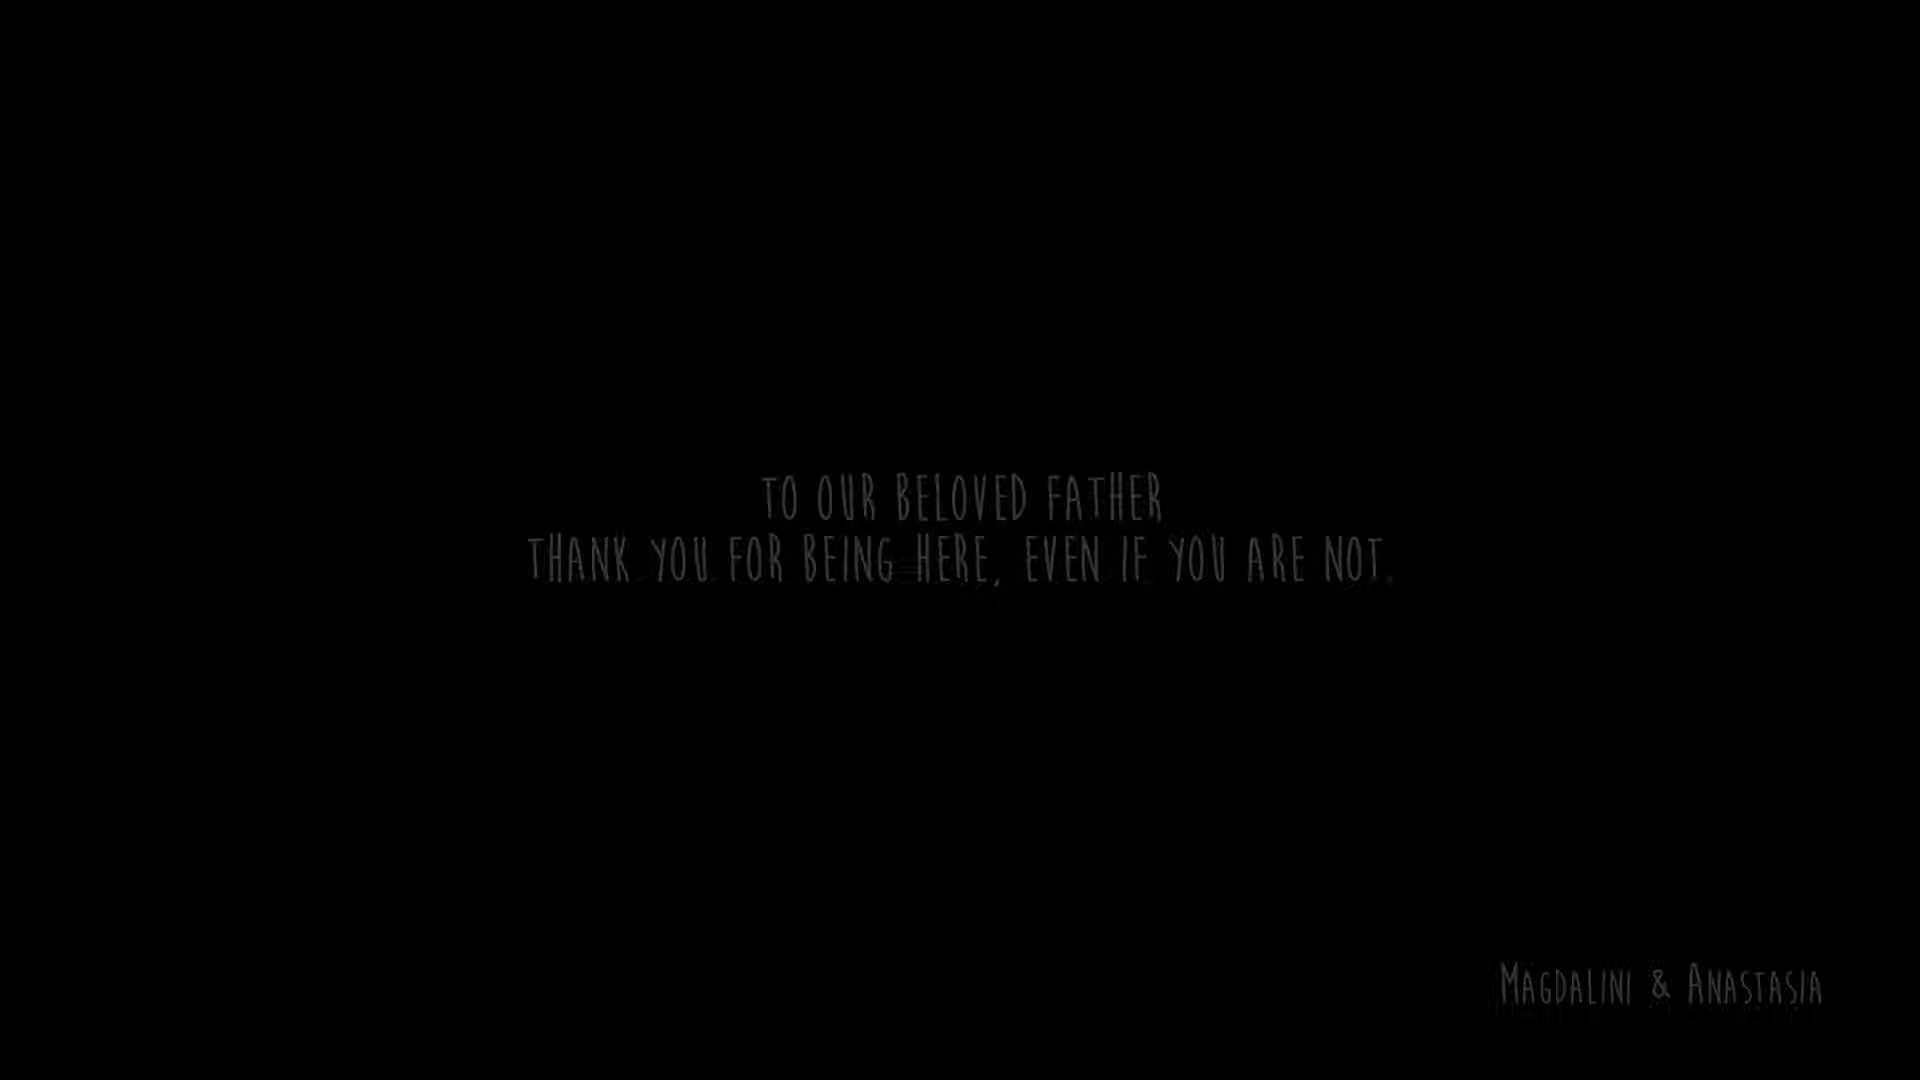 TO OUR BELOVED FATHER
THANK YOU FOR BEING HERE, EVEN IF YOU ARE NOT.
MAGDALINI & ANASTASIA